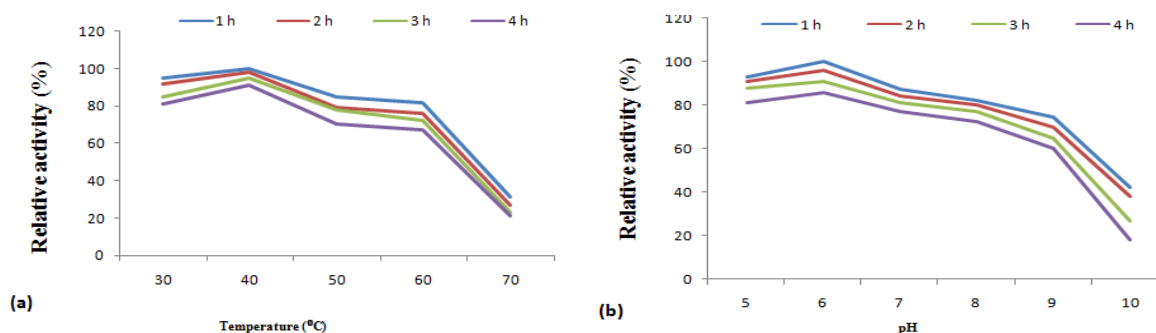 1 h 2 h 3 h 4 h
120
100
80
60
40
20
0
Relative activity (%)
30 40 50 60 70
(a)
Temperature (⁰C)
1 h 2 h 3 h 4 h
120
100
80
60
40
20
0
Relative activity (%)
5 6 7 8 9 10
(b)
pH